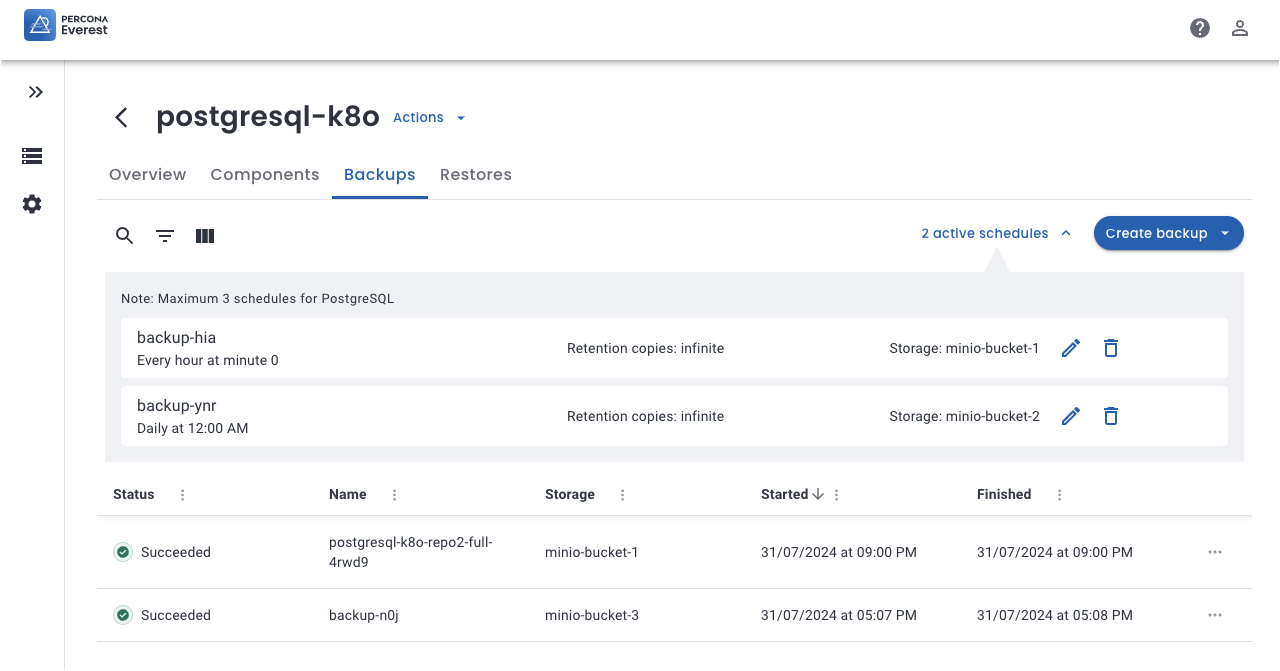 PERCONA
Everest
postgresql-k8o
Actions
Overview
Components
Backups
Restores
2 active schedules
Create backup
Note: Maximum 3 schedules for PostgreSQL
backup-hia
Every hour at minute 0
Retention copies: infinite
Storage: minio-bucket-1
backup-ynr
Daily at 12:00 AM
Retention copies: infinite
Storage: minio-bucket-2
Status
Name
Storage
Started
Finished
Succeeded
postgresql-k8o-repo2-full-
4rwd9
minio-bucket-1
31/07/2024 at 09:00 PM
31/07/2024 at 09:00 PM
Succeeded
backup-n0j
minio-bucket-3
31/07/2024 at 05:07 PM
31/07/2024 at 05:08 PM